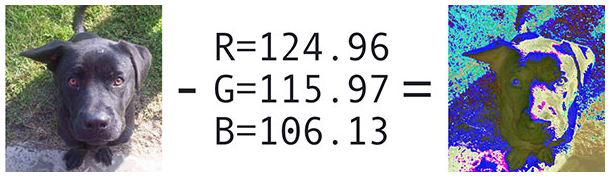 R=124.96
- G=115.97 =
B=106.13